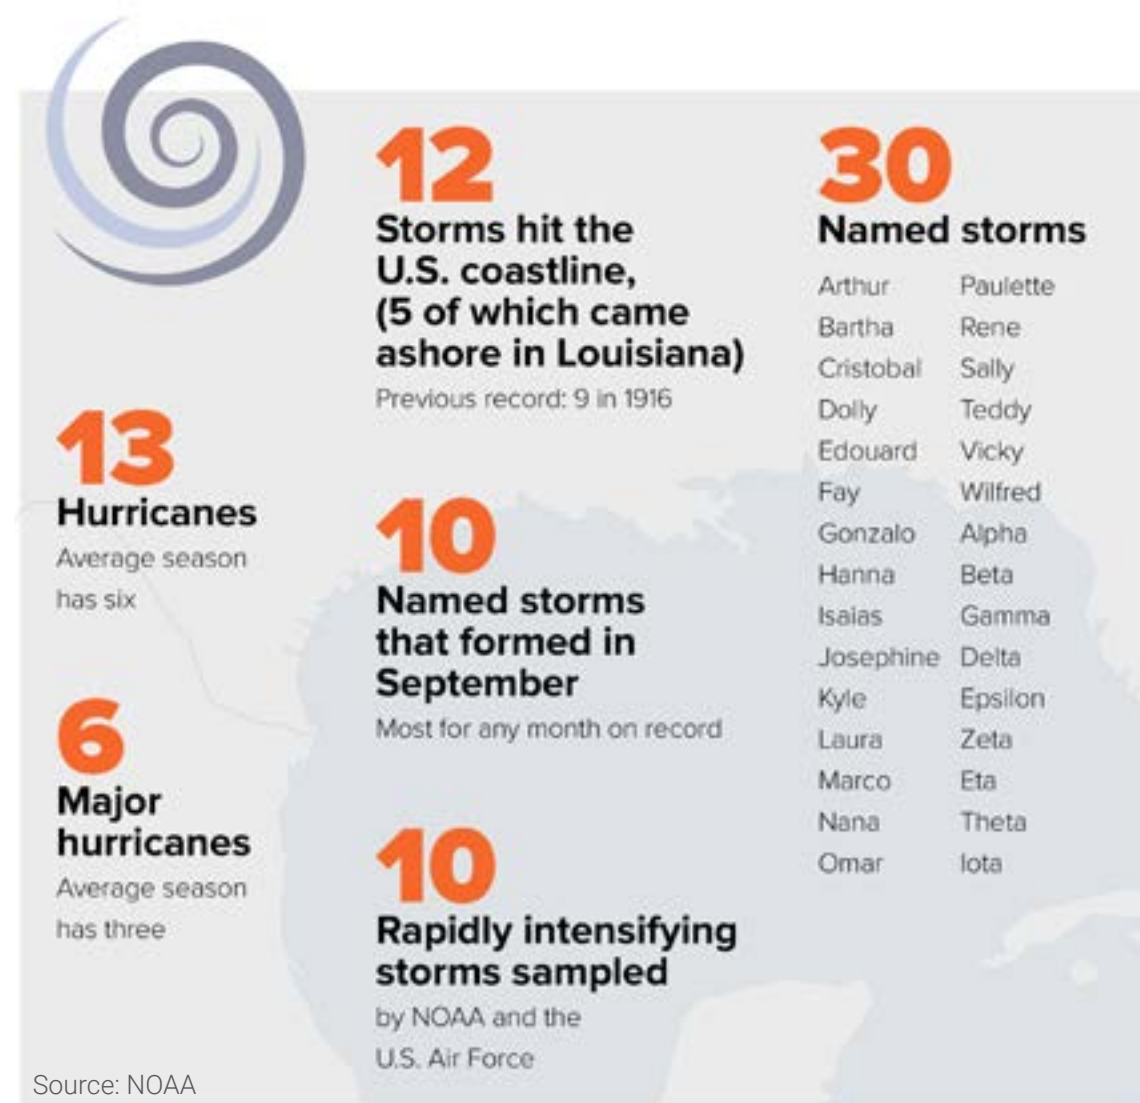 13
Hurricanes
Average season
has six
6
Major
hurricanes
Average season
has three
12
Storms hit the
U.S. coastline,
(5 of which came
ashore in Louisiana)
Previous record: 9 in 1916
10
Named storms
that formed in
September
Most for any month on record
10
Rapidly intensifying
storms sampled
by NOAA and the
U.S. Air Force
30
Named storms
Arthur
Bartha
Cristobal
Dolly
Edouard
Fay
Gonzalo
Hanna
Isaias
Josephine
Kyle
Laura
Marco
Nana
Omar
Paulette
Rene
Sally
Teddy
Vicky
Wilfred
Alpha
Beta
Gamma
Delta
Epsilon
Zeta
Eta
Theta
Iota
Source: NOAA